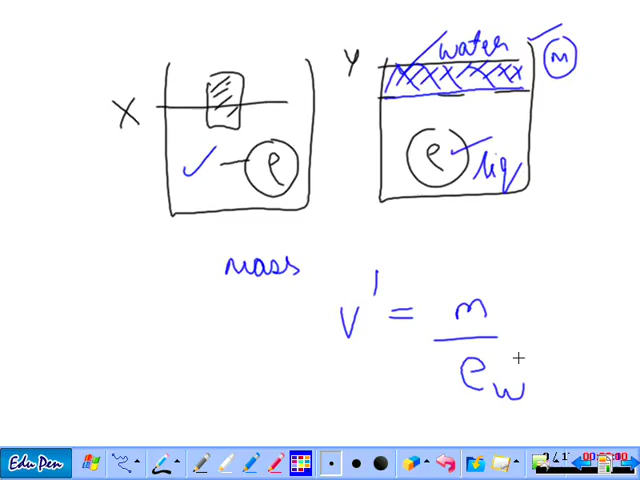 water
Y
m
X
ρ
ρ
liq
mass
V' = m
ρw
Edu Pen